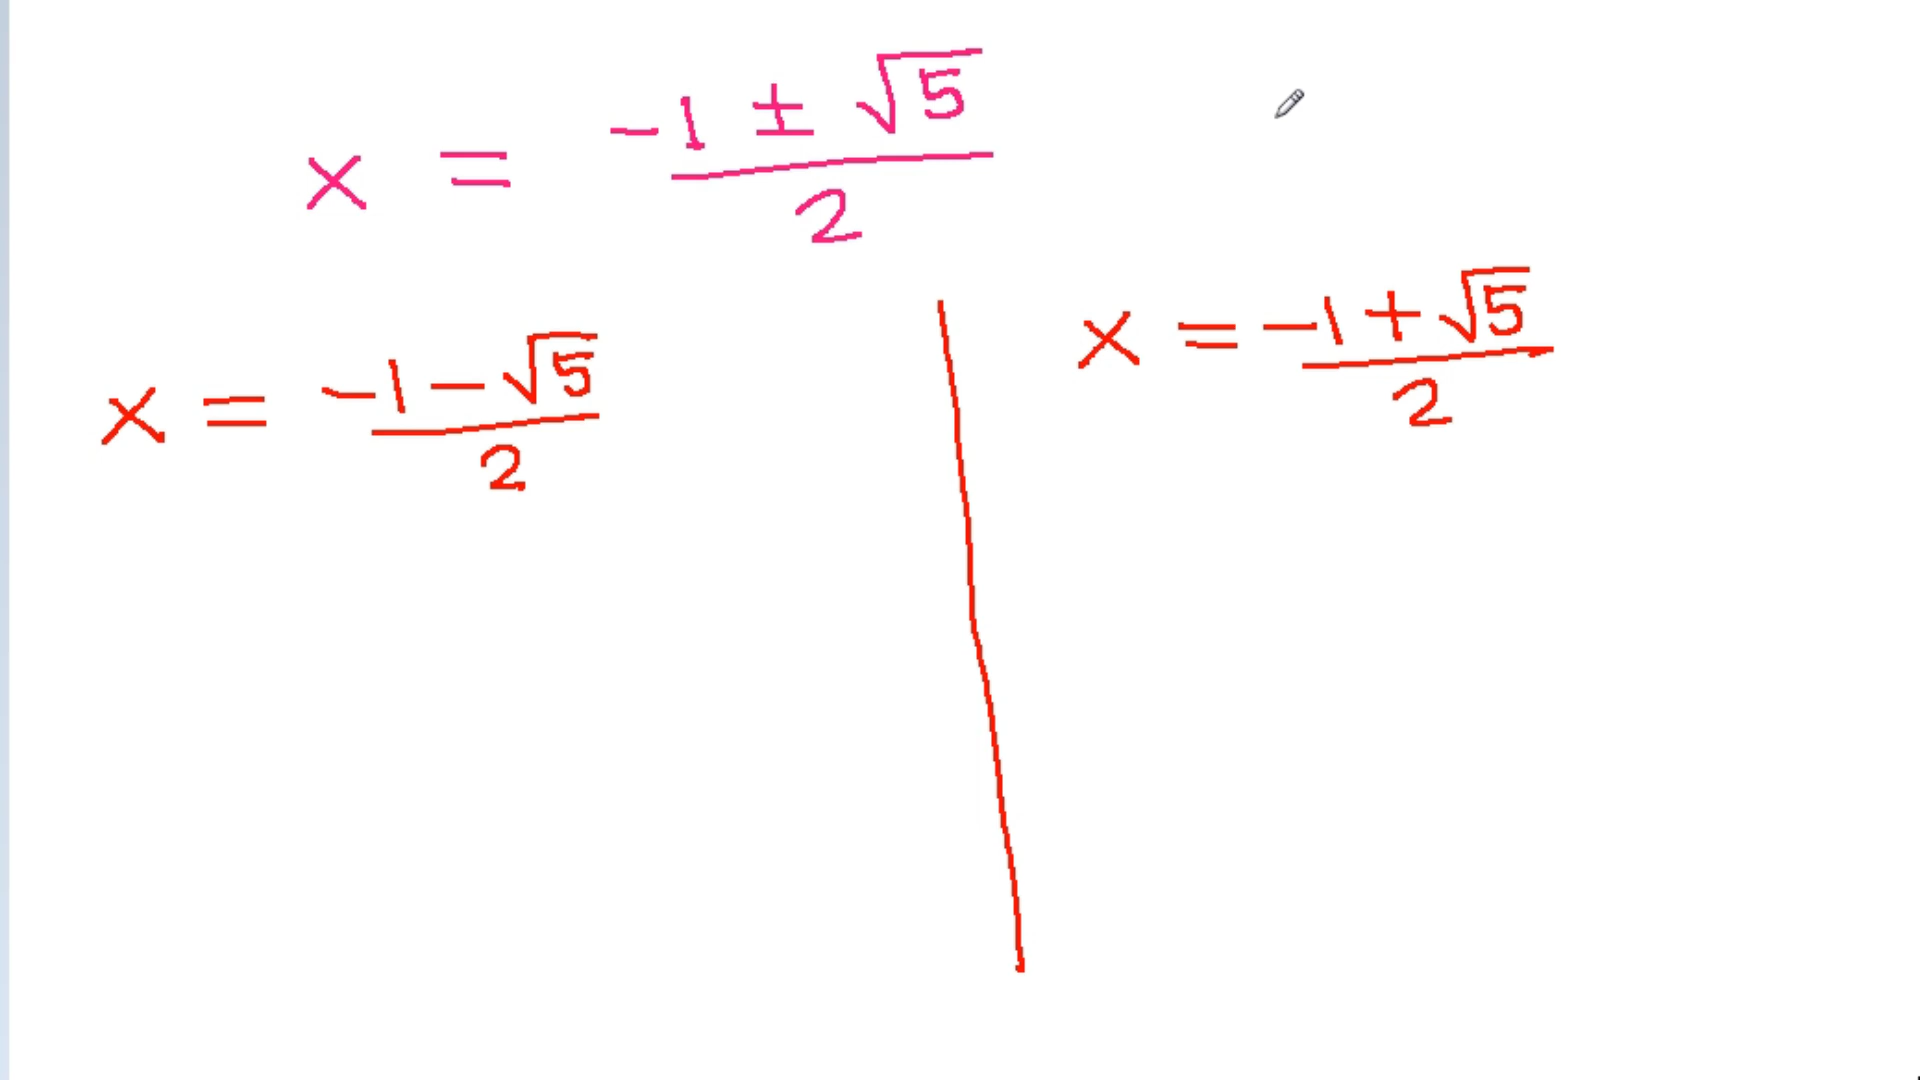 x = (-1 ± √5)/2
x = (-1 - √5)/2
x = (-1 + √5)/2